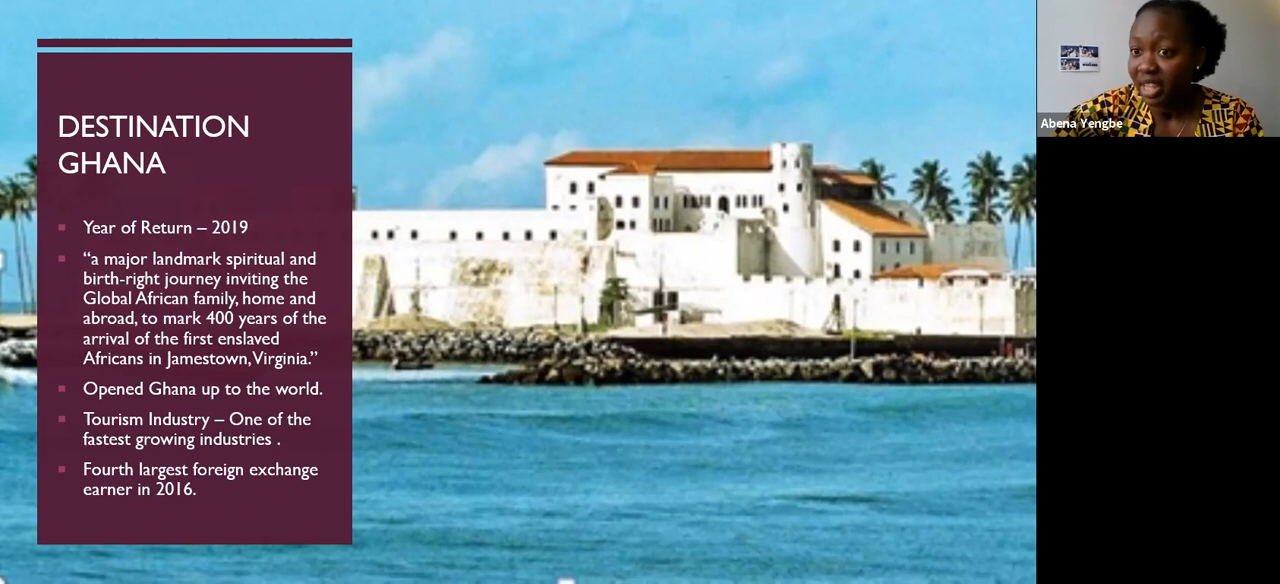 DESTINATION
GHANA
Year of Return – 2019
“a major landmark spiritual and
birth-right journey inviting the
Global African family, home and
abroad, to mark 400 years of the
arrival of the first enslaved
Africans in Jamestown, Virginia.”
Opened Ghana up to the world.
Tourism Industry – One of the
fastest growing industries .
Fourth largest foreign exchange
earner in 2016.
Abena Yengbe